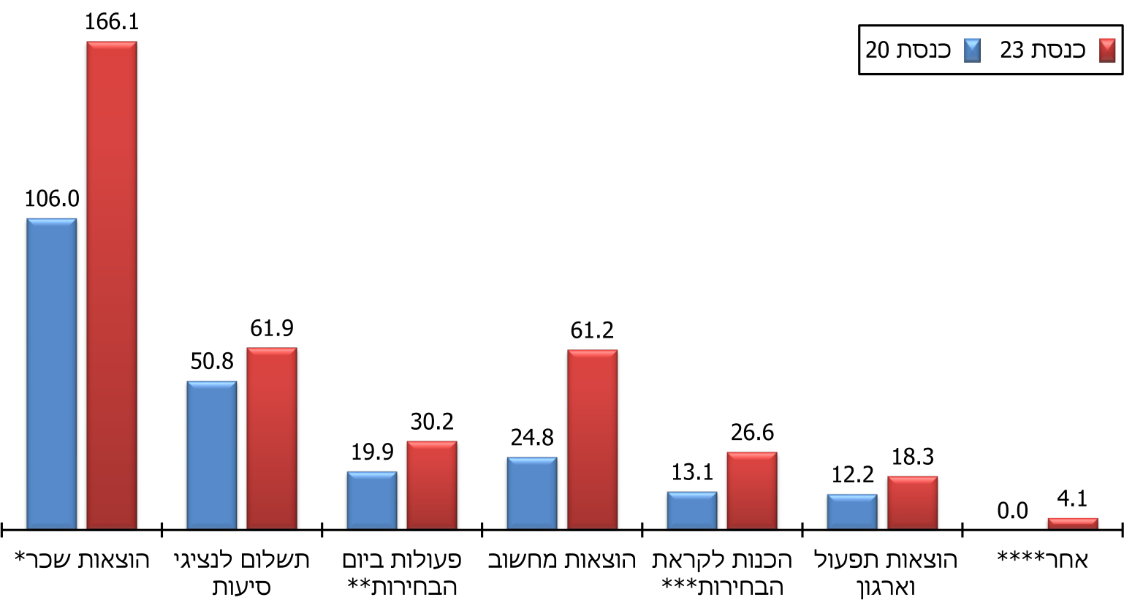 כנסת 23 כנסת 20
166.1
106.0
61.9
50.8
30.2
19.9
61.2
24.8
26.6
13.1
18.3
12.2
4.1
0.0
הוצאות שכר*
תשלום לנציגי
סיעות
פעולות ביום
הבחירות**
הוצאות מחשוב
הכנות לקראת
הבחירות***
הוצאות תפעול
וארגון
אחר****